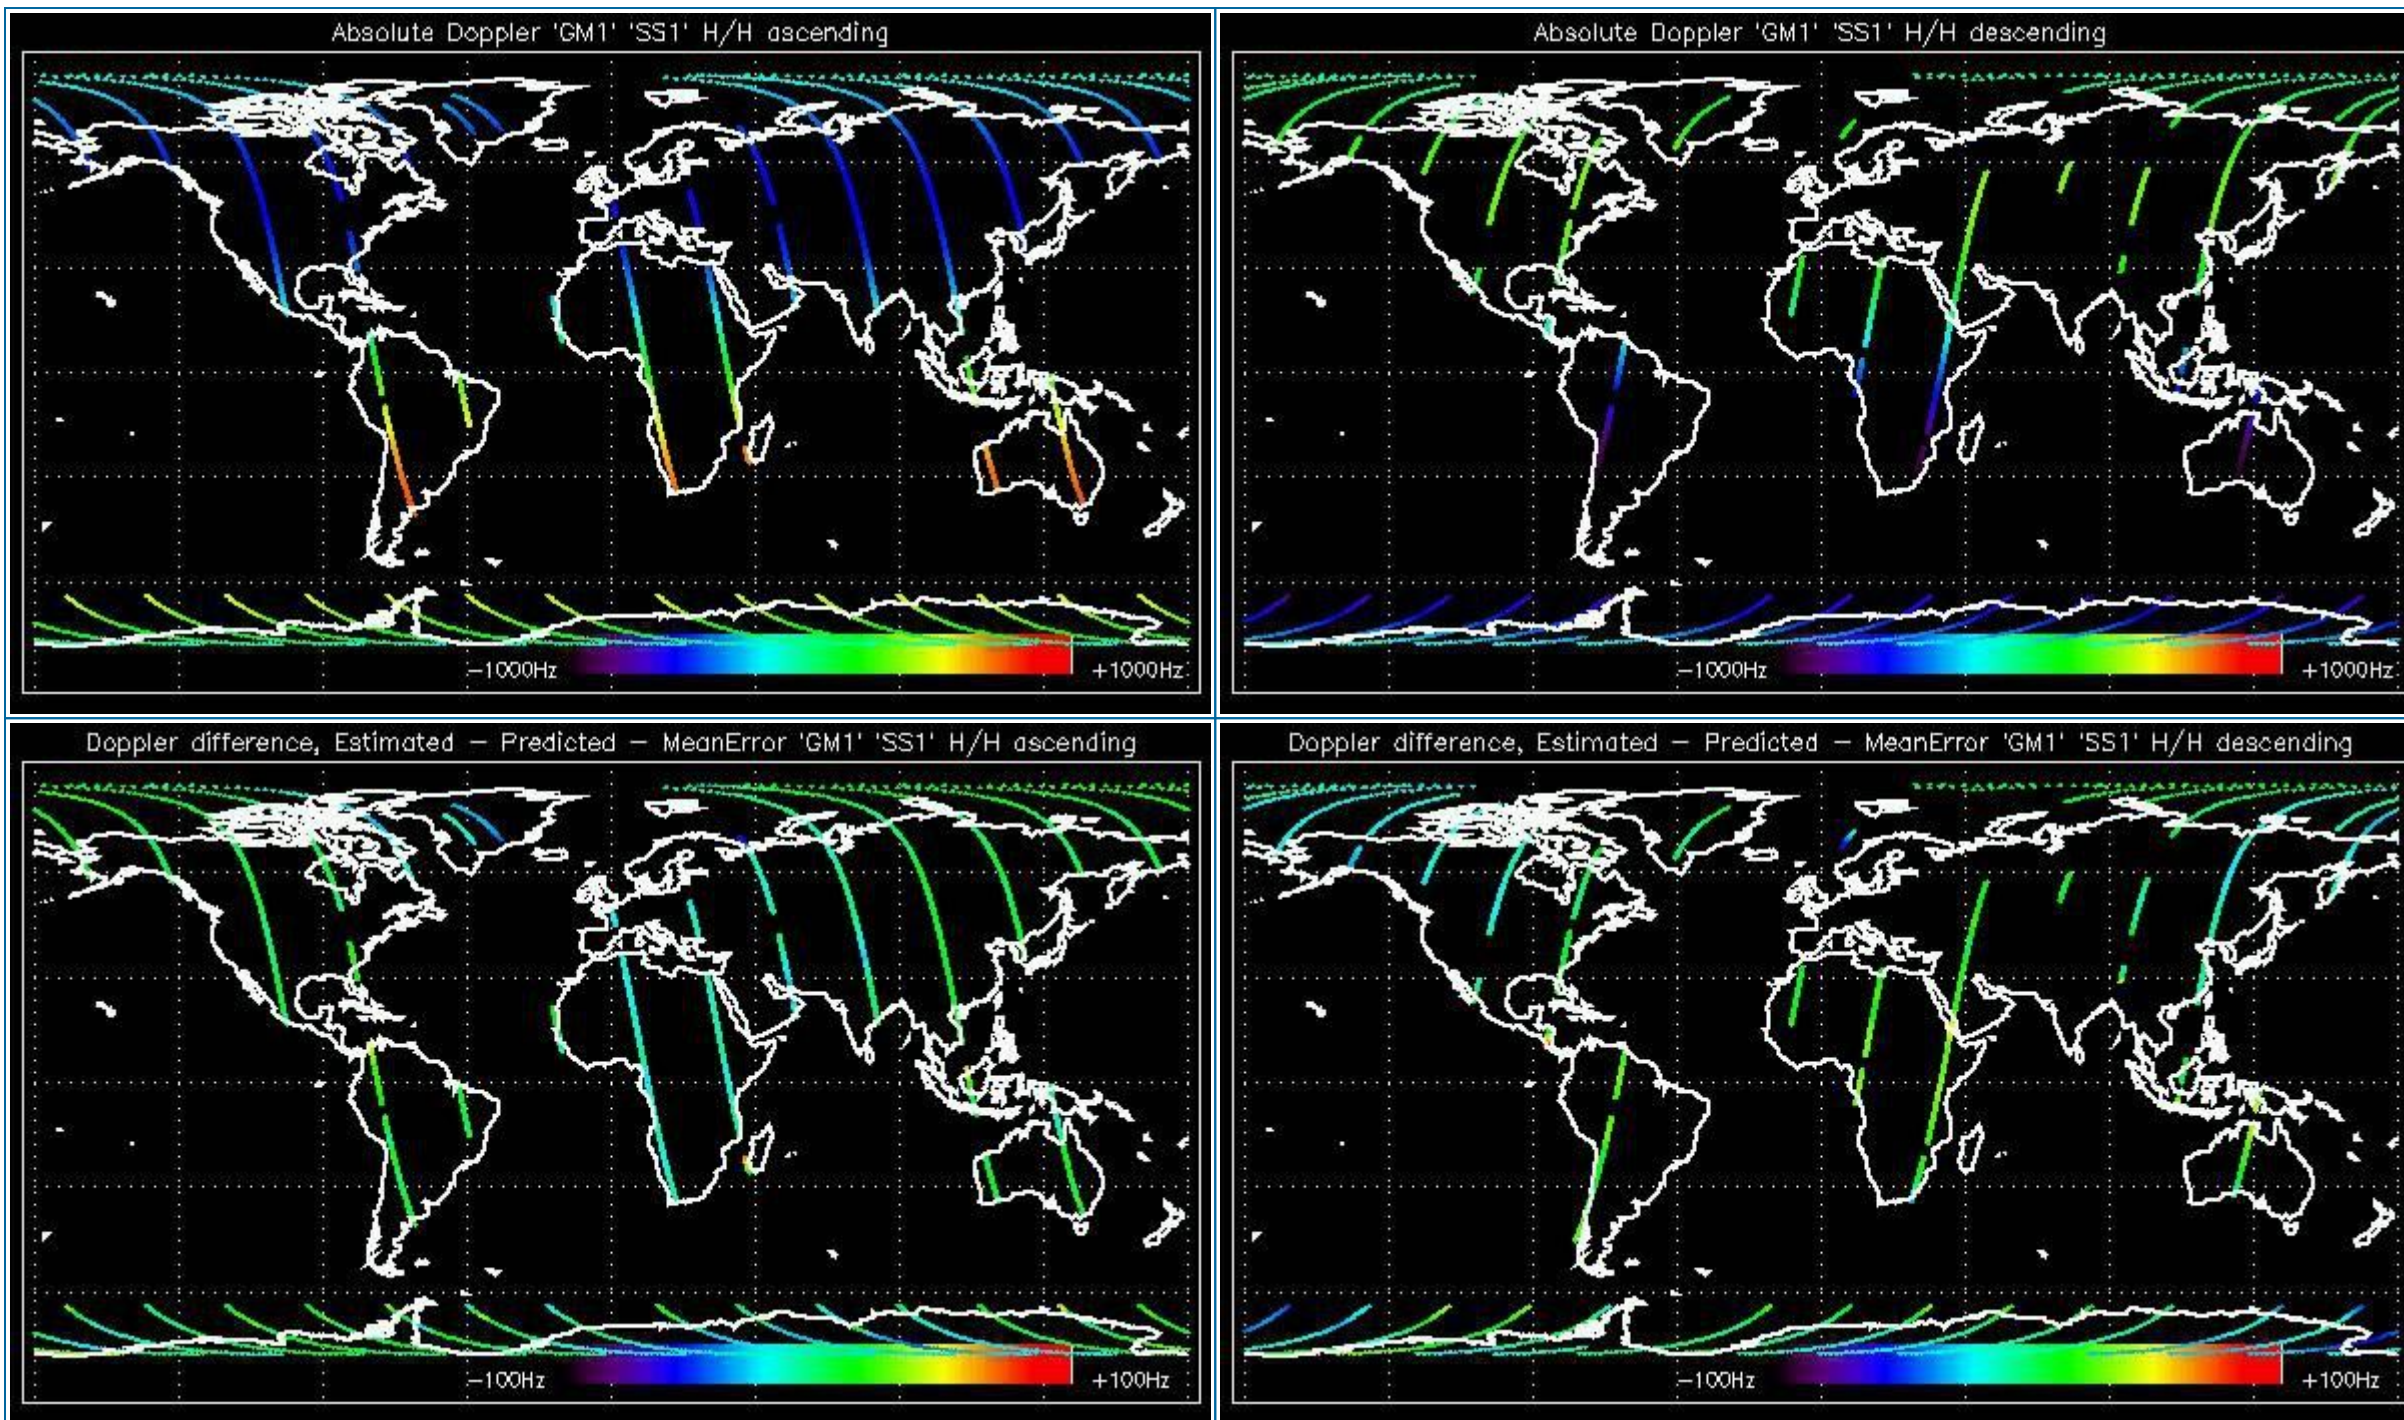 Absolute Doppler 'GM1' 'SS1' H/H ascending
−1000Hz
+1000Hz
Absolute Doppler 'GM1' 'SS1' H/H descending
−1000Hz
+1000Hz
Doppler difference, Estimated − Predicted − MeanError 'GM1' 'SS1' H/H ascending
−100Hz
+100Hz
Doppler difference, Estimated − Predicted − MeanError 'GM1' 'SS1' H/H descending
−100Hz
+100Hz